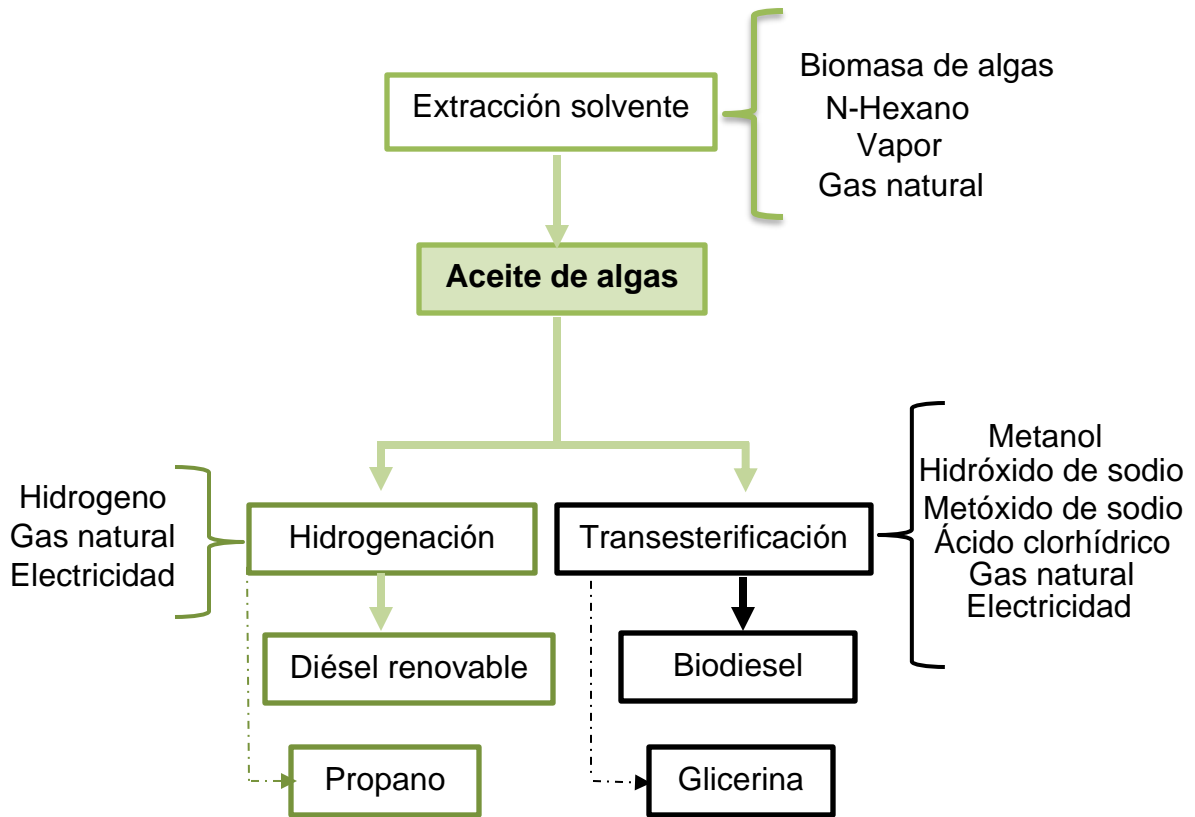 Extracción solvente
Biomasa de algas
N-Hexano
Vapor
Gas natural
Aceite de algas
Hidrogeno
Gas natural
Electricidad
Hidrogenación
Transesterificación
Metanol
Hidróxido de sodio
Metóxido de sodio
Ácido clorhídrico
Gas natural
Electricidad
Diésel renovable
Biodiesel
Propano
Glicerina